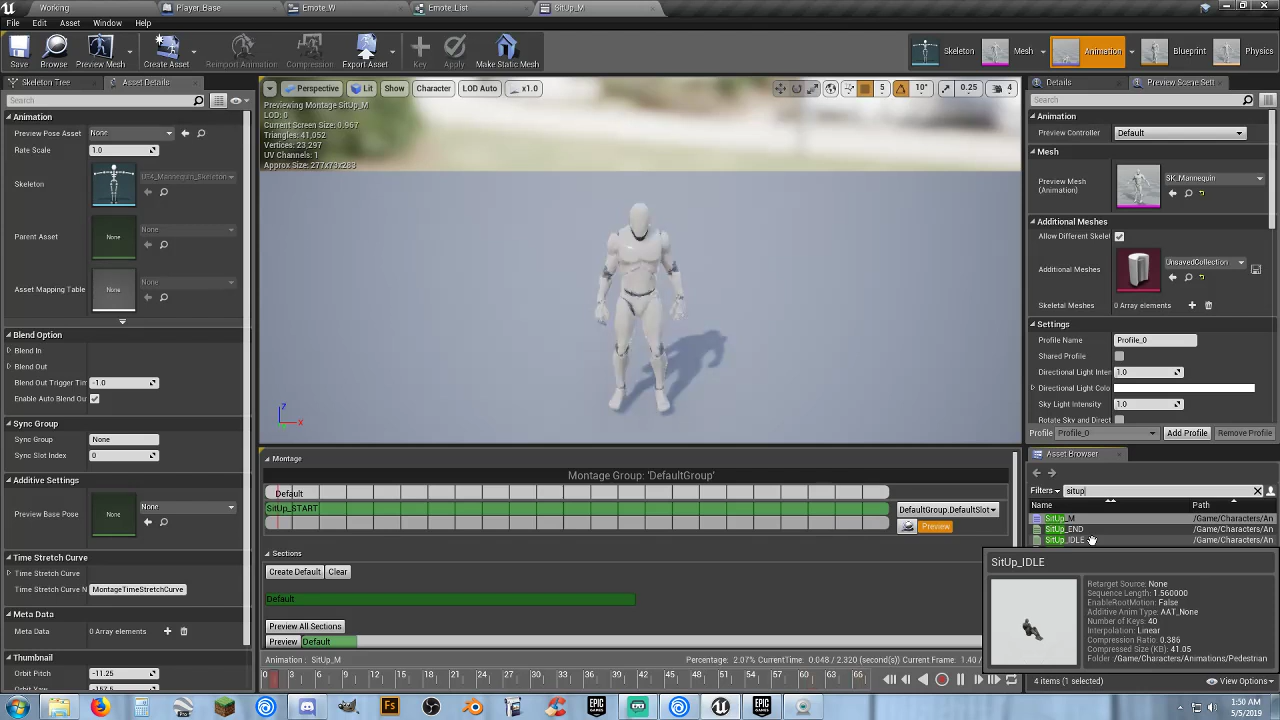 Working
Player.Base
Emote.W
Emote.List
SitUp_M
File Edit Asset Window Help
Save
Browse
Preview Mesh
Create Asset
Reimport Animation
Compression
Export Asset
Key
Apply
Make Static Mesh
Skeleton
Mesh
Animation
Blueprint
Physics
Skeleton Tree
Asset Details
Search
Animation
Preview Pose Asset None
Rate Scale 1.0
Skeleton UE4_Mannequin_Skeleton
Parent Asset None None
Asset Mapping Table None None
Blend Option
Blend In
Blend Out
Blend Out Trigger Tim -1.0
Enable Auto Blend Ou
Sync Group
Sync Group None
Sync Slot Index 0
Additive Settings
Preview Base Pose None None
Time Stretch Curve
Time Stretch Curve
Time Stretch Curve N MontageTimeStretchCurve
Meta Data
Meta Data 0 Array elements
Thumbnail
Orbit Pitch -11.25
Perspective Lit Show Character LOD Auto x1.0
5 10° 0.25 4
Previewing Montage SitUp_M
LOD: 0
Current Screen Size: 0.967
Triangles: 41,052
Vertices: 23,297
UV Channels: 1
Z
X
Montage
Montage Group: 'DefaultGroup'
Default
SitUp_START
DefaultGroup.DefaultSlot
Preview
Sections
Create Default Clear
Default
Preview All Sections
Preview Default
Animation : SitUp_M
Percentage: 2.07% CurrentTime: 0.048 / 2.320 (second(s)) Current Frame: 1.40 /
Details
Preview Scene Sett
Search
Animation
Preview Controller Default
Mesh
Preview Mesh
(Animation) SK_Mannequin
Additional Meshes
Allow Different Skelet
Additional Meshes UnsavedCollection
Skeletal Meshes 0 Array elements
Settings
Profile Name Profile_0
Shared Profile
Directional Light Inten 1.0
Directional Light Colo
Sky Light Intensity 1.0
Rotate Sky and Direct
Profile Profile_0 Add Profile Remove Profile
Asset Browser
Filters situp
Name Path
SitUp_M /Game/Characters/An
SitUp_END /Game/Characters/An
SitUp_IDLE /Game/Characters/An
SitUp_IDLE
Retarget Source: None
Sequence Length: 1.560000
EnableRootMotion: False
Additive Anim Type: AAT_None
Number of Keys: 40
Interpolation: Linear
Compression Ratio: 0.386
Compressed Size (KB): 41.05
Folder /Game/Characters/Animations/Pedestrian
4 items (1 selected)
View Options
1:50 AM
5/5/2019